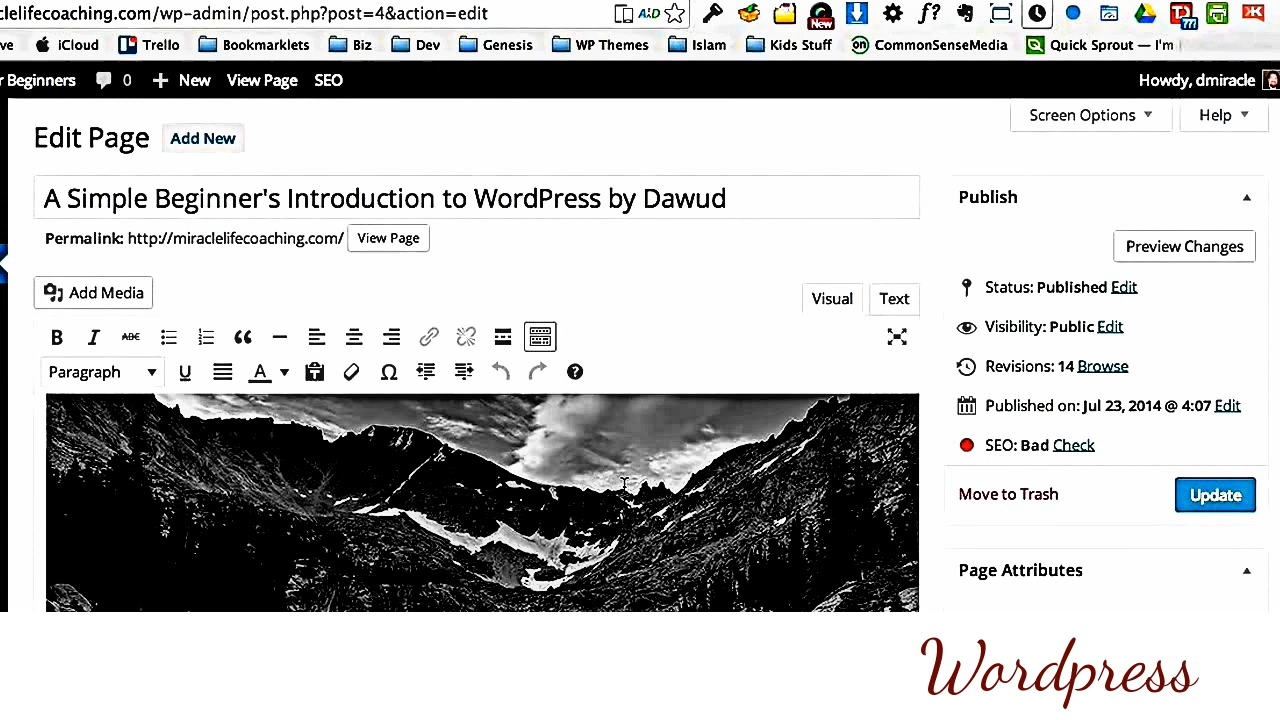 clelifecoaching.com/wp-admin/post.php?post=4&action=edit
ve iCloud Trello Bookmarklets Biz Dev Genesis WP Themes Islam Kids Stuff on CommonSenseMedia Quick Sprout — I'm
r Beginners 0 New View Page SEO Howdy, dmiracle
Screen Options Help
Edit Page Add New
A Simple Beginner's Introduction to WordPress by Dawud
Permalink: http://miraclelifecoaching.com/ View Page
Add Media Visual Text
B I ABC
Paragraph U A Ω
Publish
Preview Changes
Status: Published Edit
Visibility: Public Edit
Revisions: 14 Browse
Published on: Jul 23, 2014 @ 4:07 Edit
SEO: Bad Check
Move to Trash Update
Page Attributes
Wordpress